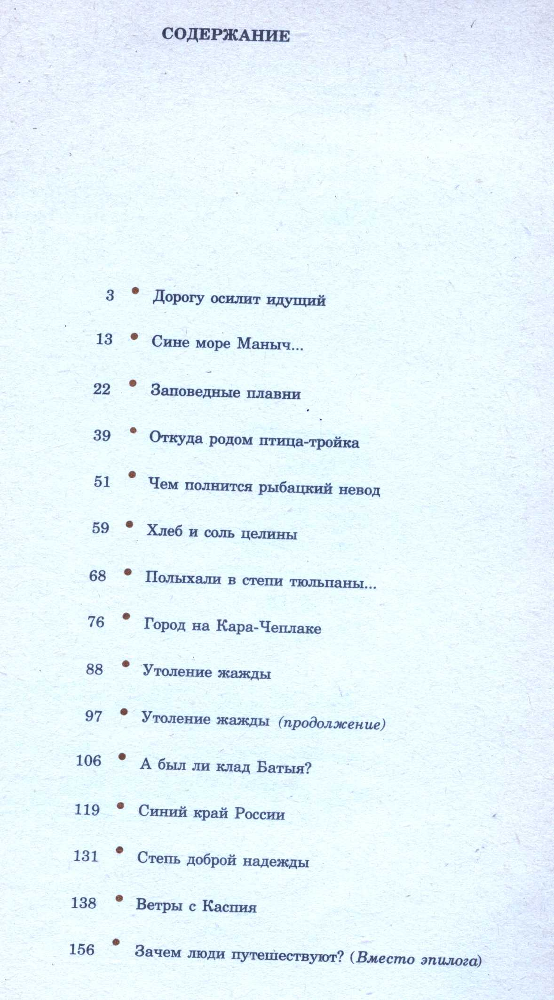 СОДЕРЖАНИЕ
3 • Дорогу осилит идущий
13 • Сине море Маныч...
22 • Заповедные плавни
39 • Откуда родом птица-тройка
51 • Чем полнится рыбацкий невод
59 • Хлеб и соль целины
68 • Полыхали в степи тюльпаны...
76 • Город на Кара-Чеплаке
88 • Утоление жажды
97 • Утоление жажды (продолжение)
106 • А был ли клад Батыя?
119 • Синий край России
131 • Степь доброй надежды
138 • Ветры с Каспия
156 • Зачем люди путешествуют? (Вместо эпилога)